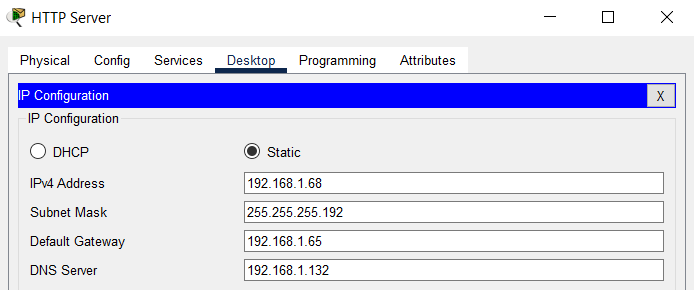 HTTP Server
Physical Config Services Desktop Programming Attributes
IP Configuration X
IP Configuration
DHCP Static
IPv4 Address 192.168.1.68
Subnet Mask 255.255.255.192
Default Gateway 192.168.1.65
DNS Server 192.168.1.132